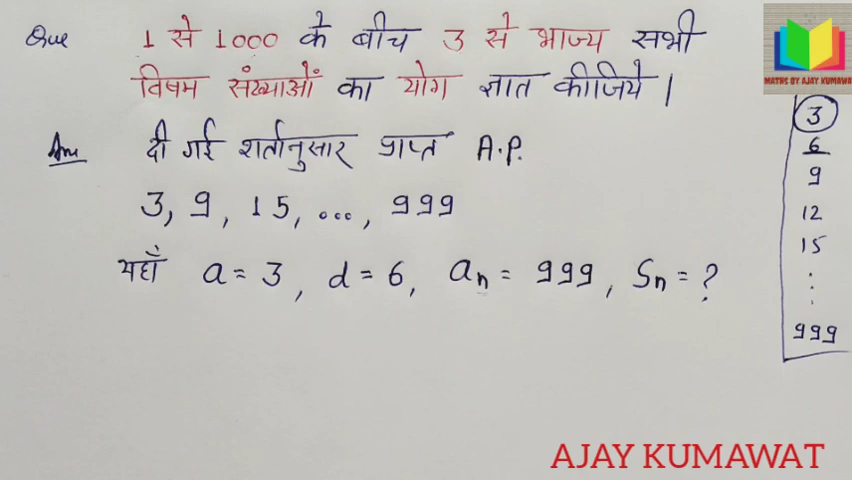 Que 1 से 1000 के बीच 3 से भाज्य सभी
विषम संख्याओं का योग ज्ञात कीजिये।
Ans दी गई शर्तानुसार प्राप्त A.P.
3, 9, 15, ..., 999
यहाँ a = 3, d = 6, an = 999, Sn = ?
MATHS BY AJAY KUMAWA
3
6
9
12
15
999
AJAY KUMAWAT